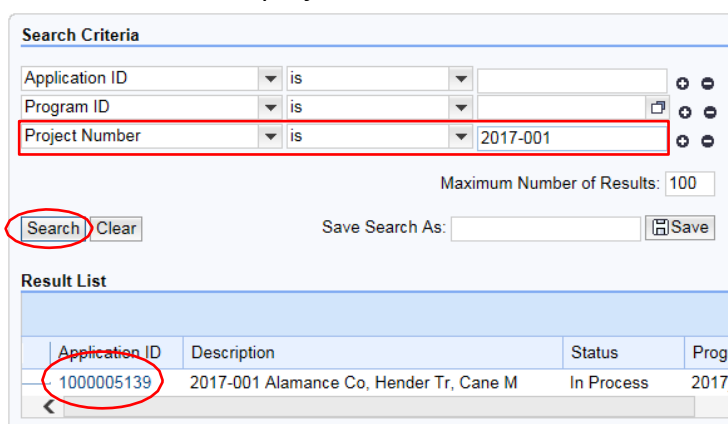 Search Criteria
Application ID is
Program ID is
Project Number is 2017-001
Maximum Number of Results: 100
Search Clear Save Search As: Save
Result List
Application ID Description Status Prog
1000005139 2017-001 Alamance Co, Hender Tr, Cane M In Process 2017